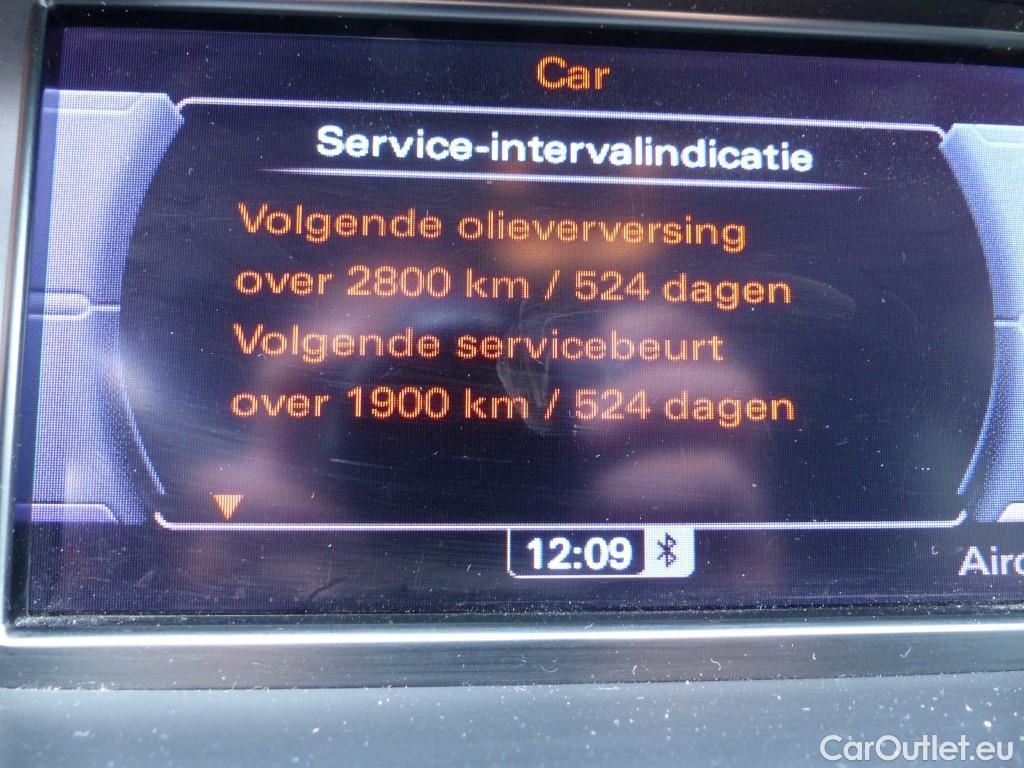 Car
Service-intervalindicatie
Volgende olieverversing
over 2800 km / 524 dagen
Volgende servicebeurt
over 1900 km / 524 dagen
12:09
CarOutlet.eu